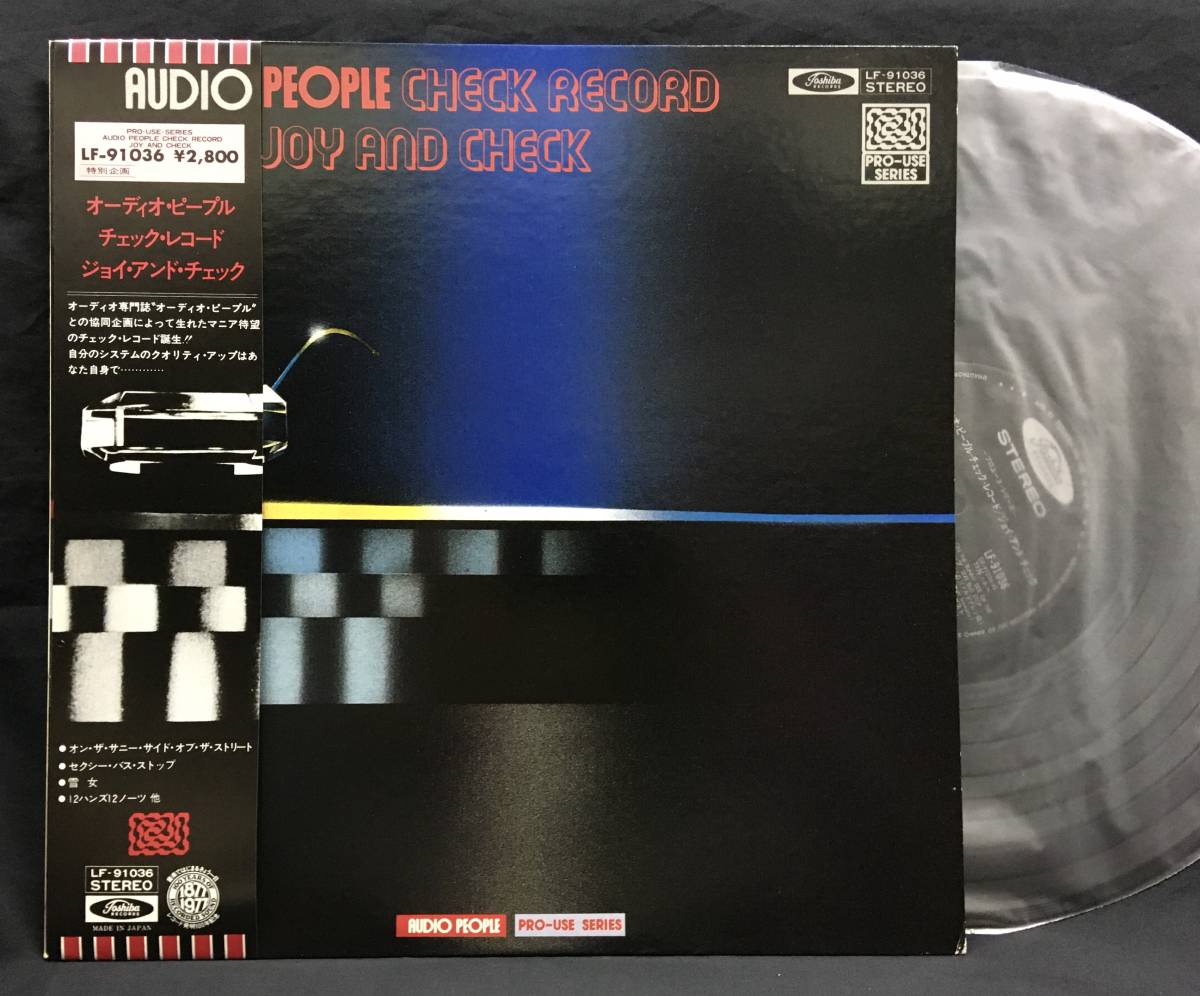 AUDIO PEOPLE CHECK RECORD
JOY AND CHECK
PRO-USE-SERIES
AUDIO PEOPLE CHECK RECORD
JOY AND CHECK
LF-91036 ¥2,800
特別企画
オーディオ・ピープル
チェック・レコード
ジョイ・アンド・チェック
オーディオ専門誌"オーディオ・ピープル"
との協同企画によって生れたマニア待望
のチェック・レコード誕生!!
自分のシステムのクオリティ・アップはあ
なた自身で…………
●オン・ザ・サニー・サイド・オブ・ザ・ストリート
●セクシー・バス・ストップ
●雪女
●12ハンズ12ノーツ 他
LF-91036
STEREO
Toshiba
RECORDS
MADE IN JAPAN
100 YEARS OF
RECORDED SOUND
1877
1977
Toshiba
RECORDS
LF-91036
STEREO
PRO-USE
SERIES
AUDIO PEOPLE
PRO-USE SERIES
STEREO
LF-91036